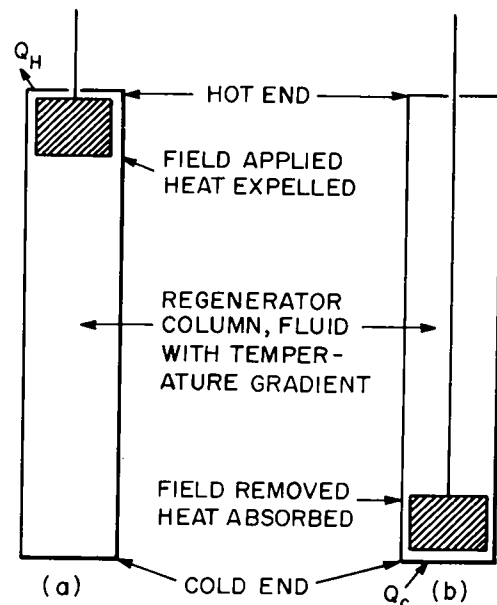 Q_H
HOT END
FIELD APPLIED
HEAT EXPELLED
REGENERATOR
COLUMN, FLUID
WITH TEMPER-
ATURE GRADIENT
FIELD REMOVED
HEAT ABSORBED
COLD END
(a)
(b)